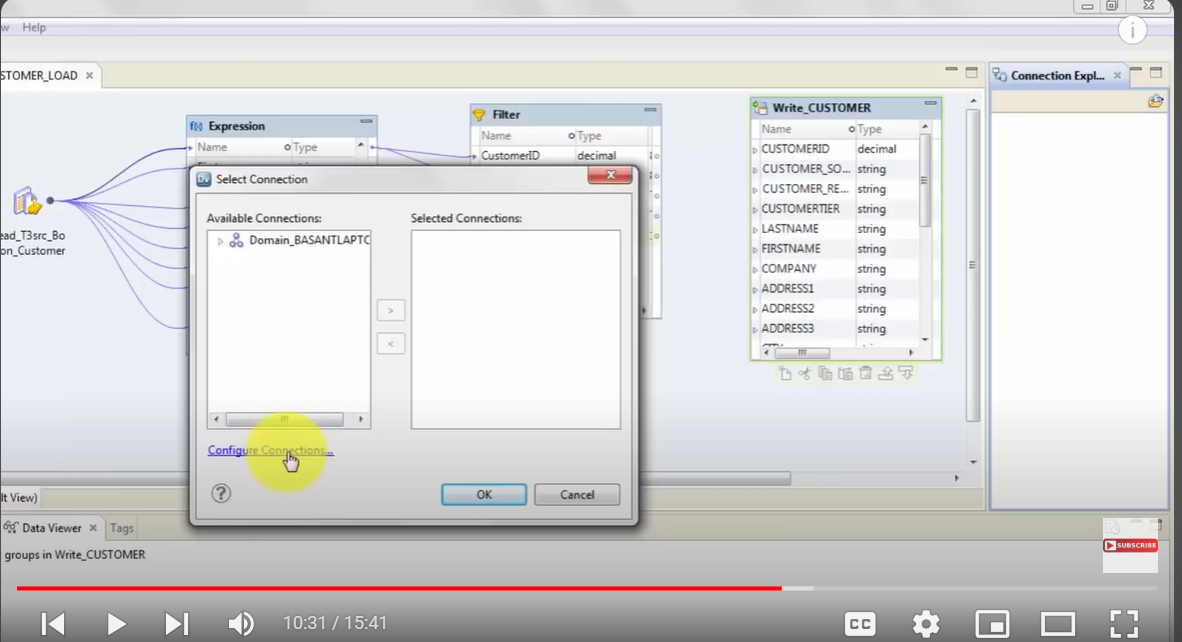 w Help
STOMER_LOAD
Connection Expl...
Expression
Name Type
Filter
Name Type
CustomerID decimal
Write_CUSTOMER
Name Type
CUSTOMERID decimal
CUSTOMER_SO... string
CUSTOMER_RE... string
CUSTOMERTIER string
LASTNAME string
FIRSTNAME string
COMPANY string
ADDRESS1 string
ADDRESS2 string
ADDRESS3 string
ead_T3src_Bo
on_Customer
Dv Select Connection
Available Connections: Selected Connections:
Domain_BASANTLAPTC
>
<
Configure Connections...
?
OK Cancel
lt View)
Data Viewer Tags
groups in Write_CUSTOMER
SUBSCRIBE
10:31 / 15:41
CC